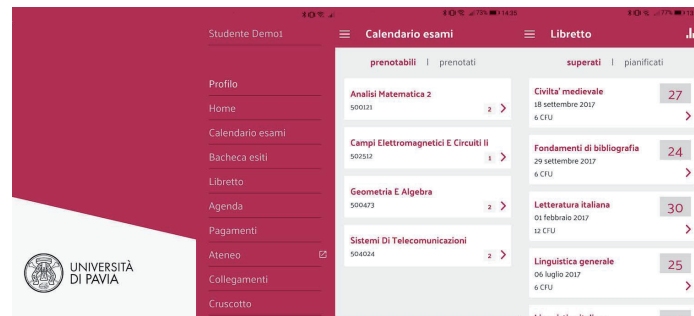 UNIVERSITÀ
DI PAVIA
Studente Demo1
Profilo
Home
Calendario esami
Bacheca esiti
Libretto
Agenda
Pagamenti
Ateneo
Collegamenti
Cruscotto
73% 14:35
Calendario esami
prenotabili | prenotati
Analisi Matematica 2
500121
2
Campi Elettromagnetici E Circuiti Ii
502512
1
Geometria E Algebra
500473
2
Sistemi Di Telecomunicazioni
504024
2
77%
Libretto
superati | pianificati
Civilta' medievale
27
18 settembre 2017
6 CFU
Fondamenti di bibliografia
24
29 settembre 2017
6 CFU
Letteratura italiana
30
01 febbraio 2017
12 CFU
Linguistica generale
25
06 luglio 2017
6 CFU